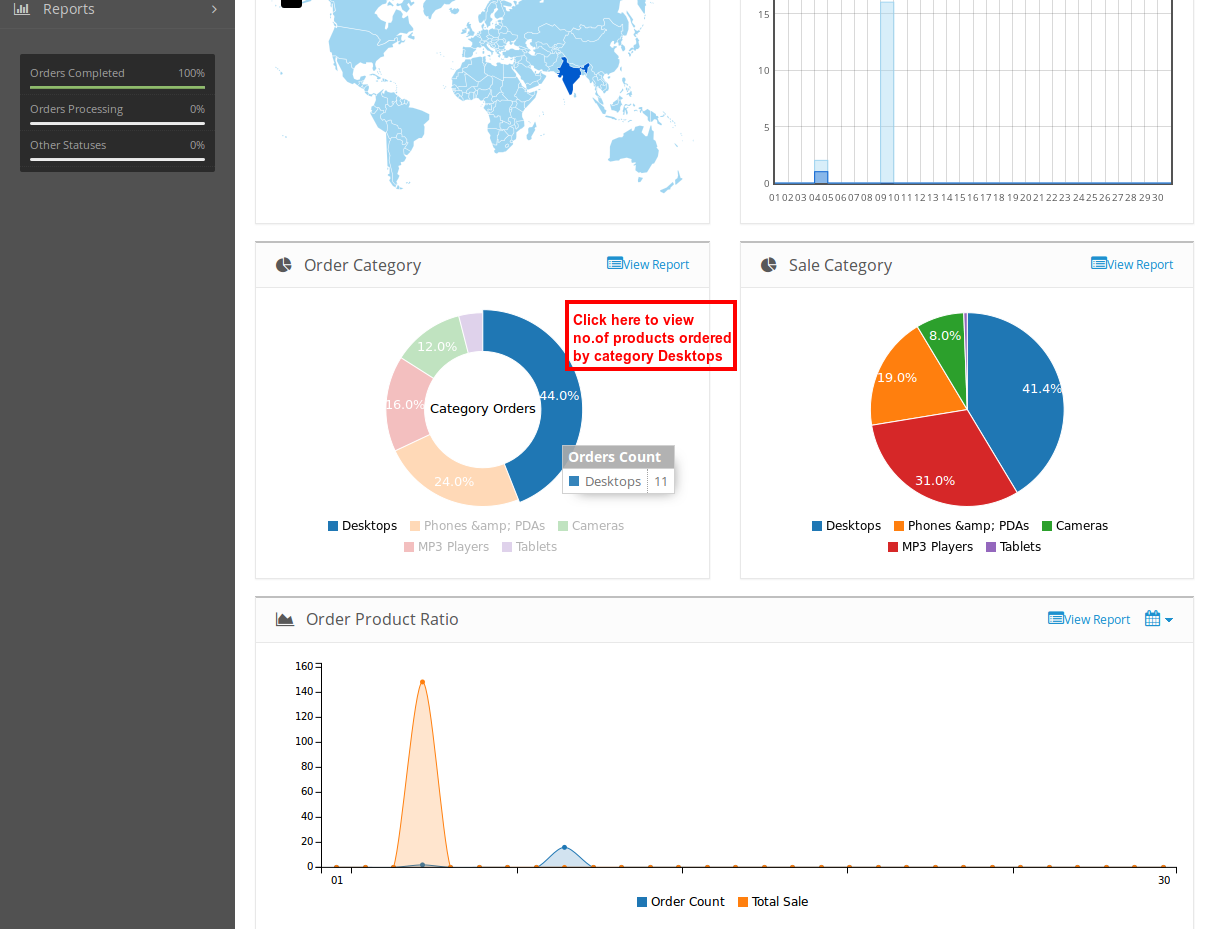 Reports
Orders Completed 100%
Orders Processing 0%
Other Statuses 0%
15
10
5
0
01 02 03 04 05 06 07 08 09 10 11 12 13 14 15 16 17 18 19 20 21 22 23 24 25 26 27 28 29 30
Order Category View Report
Click here to view
no.of products ordered
by category Desktops
12.0%
44.0%
16.0%
Category Orders
24.0%
Orders Count
Desktops 11
Desktops Phones &amp; PDAs Cameras
MP3 Players Tablets
Sale Category View Report
8.0%
19.0%
41.4%
31.0%
Desktops Phones &amp; PDAs Cameras
MP3 Players Tablets
Order Product Ratio View Report
160
140
120
100
80
60
40
20
0
01 30
Order Count Total Sale